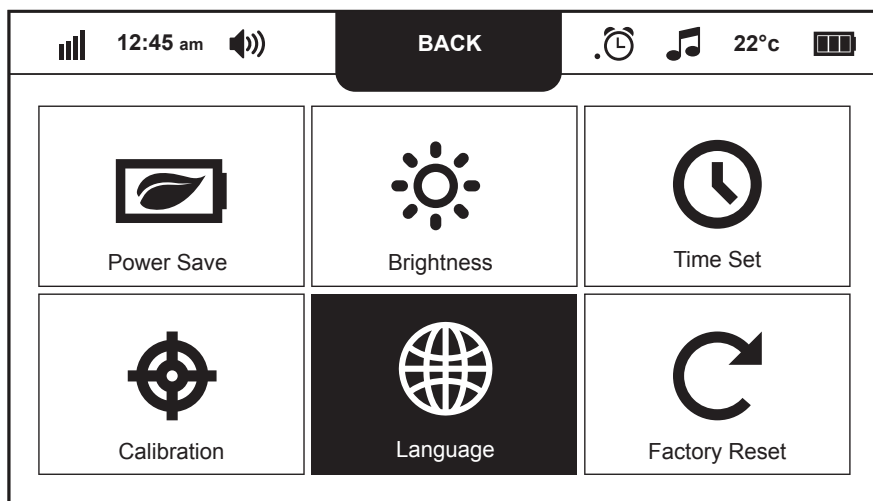 12:45 am
BACK
22°c
Power Save
Brightness
Time Set
Calibration
Language
Factory Reset